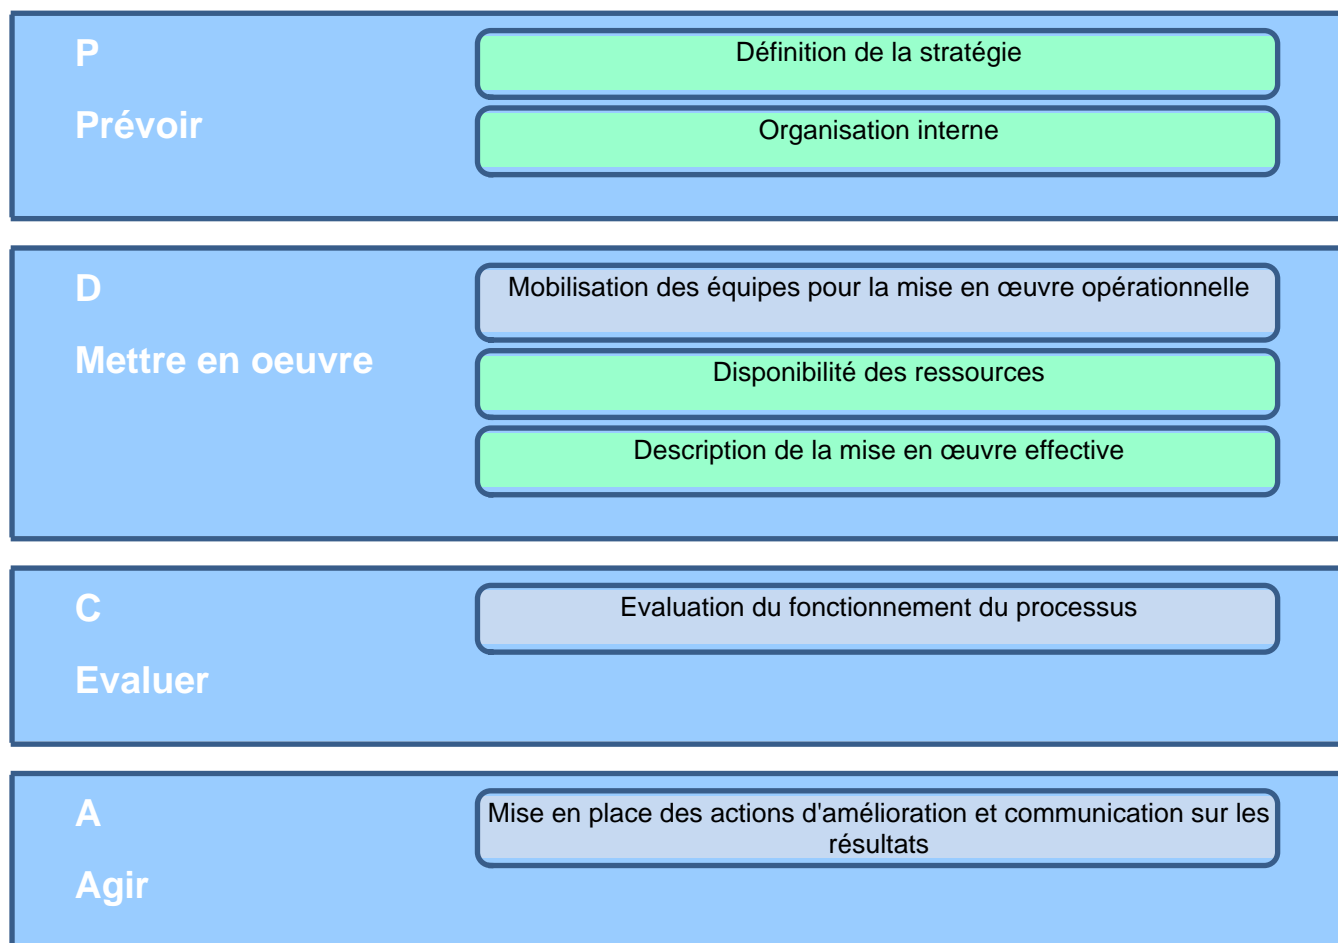 P
Prévoir
Définition de la stratégie
Organisation interne
D
Mettre en oeuvre
Mobilisation des équipes pour la mise en œuvre opérationnelle
Disponibilité des ressources
Description de la mise en œuvre effective
C
Evaluer
Evaluation du fonctionnement du processus
A
Agir
Mise en place des actions d'amélioration et communication sur les
résultats